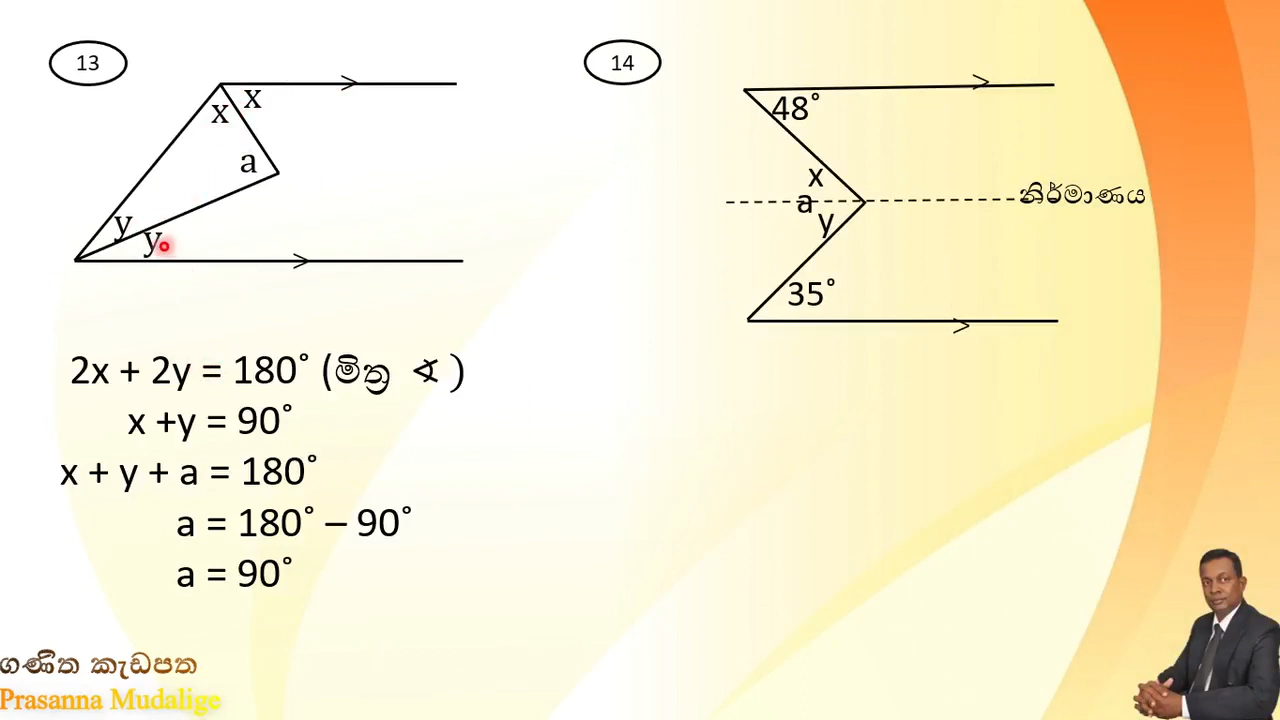 13
x
x
a
y
y
2x + 2y = 180° (මිත්‍ර ∢ )
x +y = 90°
x + y + a = 180°
a = 180° – 90°
a = 90°
14
48°
x
a
නිර්මාණය
y
35°
ගණිත කැඩපත
Prasanna Mudalige